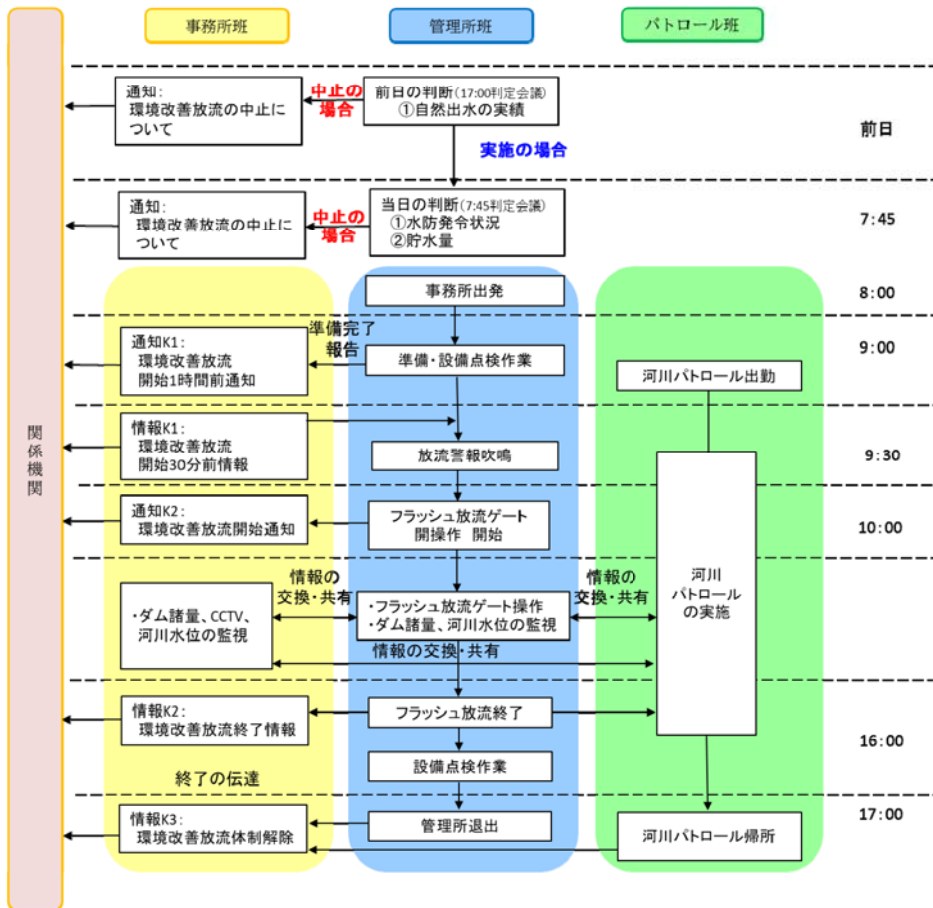 事務所班
管理所班
パトロール班
関係機関
通知：
環境改善放流の中止に
ついて
中止の
場合
前日の判断(17:00判定会議)
①自然出水の実績
前日
実施の場合
通知：
環境改善放流の中止に
ついて
中止の
場合
当日の判断(7:45判定会議)
①水防発令状況
②貯水量
7：45
事務所出発
8：00
通知K1：
環境改善放流
開始1時間前通知
準備完了
報告
準備・設備点検作業
河川パトロール出勤
9：00
情報K1：
環境改善放流
開始30分前情報
放流警報吹鳴
9：30
通知K2：
環境改善放流開始通知
フラッシュ放流ゲート
開操作　開始
10：00
河川
パトロール
の実施
情報の
交換・共有
情報の
交換・共有
・ダム諸量、CCTV、
河川水位の監視
・フラッシュ放流ゲート操作
・ダム諸量、河川水位の監視
情報の交換・共有
情報K2：
環境改善放流終了情報
フラッシュ放流終了
16：00
設備点検作業
終了の伝達
情報K3：
環境改善放流体制解除
管理所退出
河川パトロール帰所
17：00